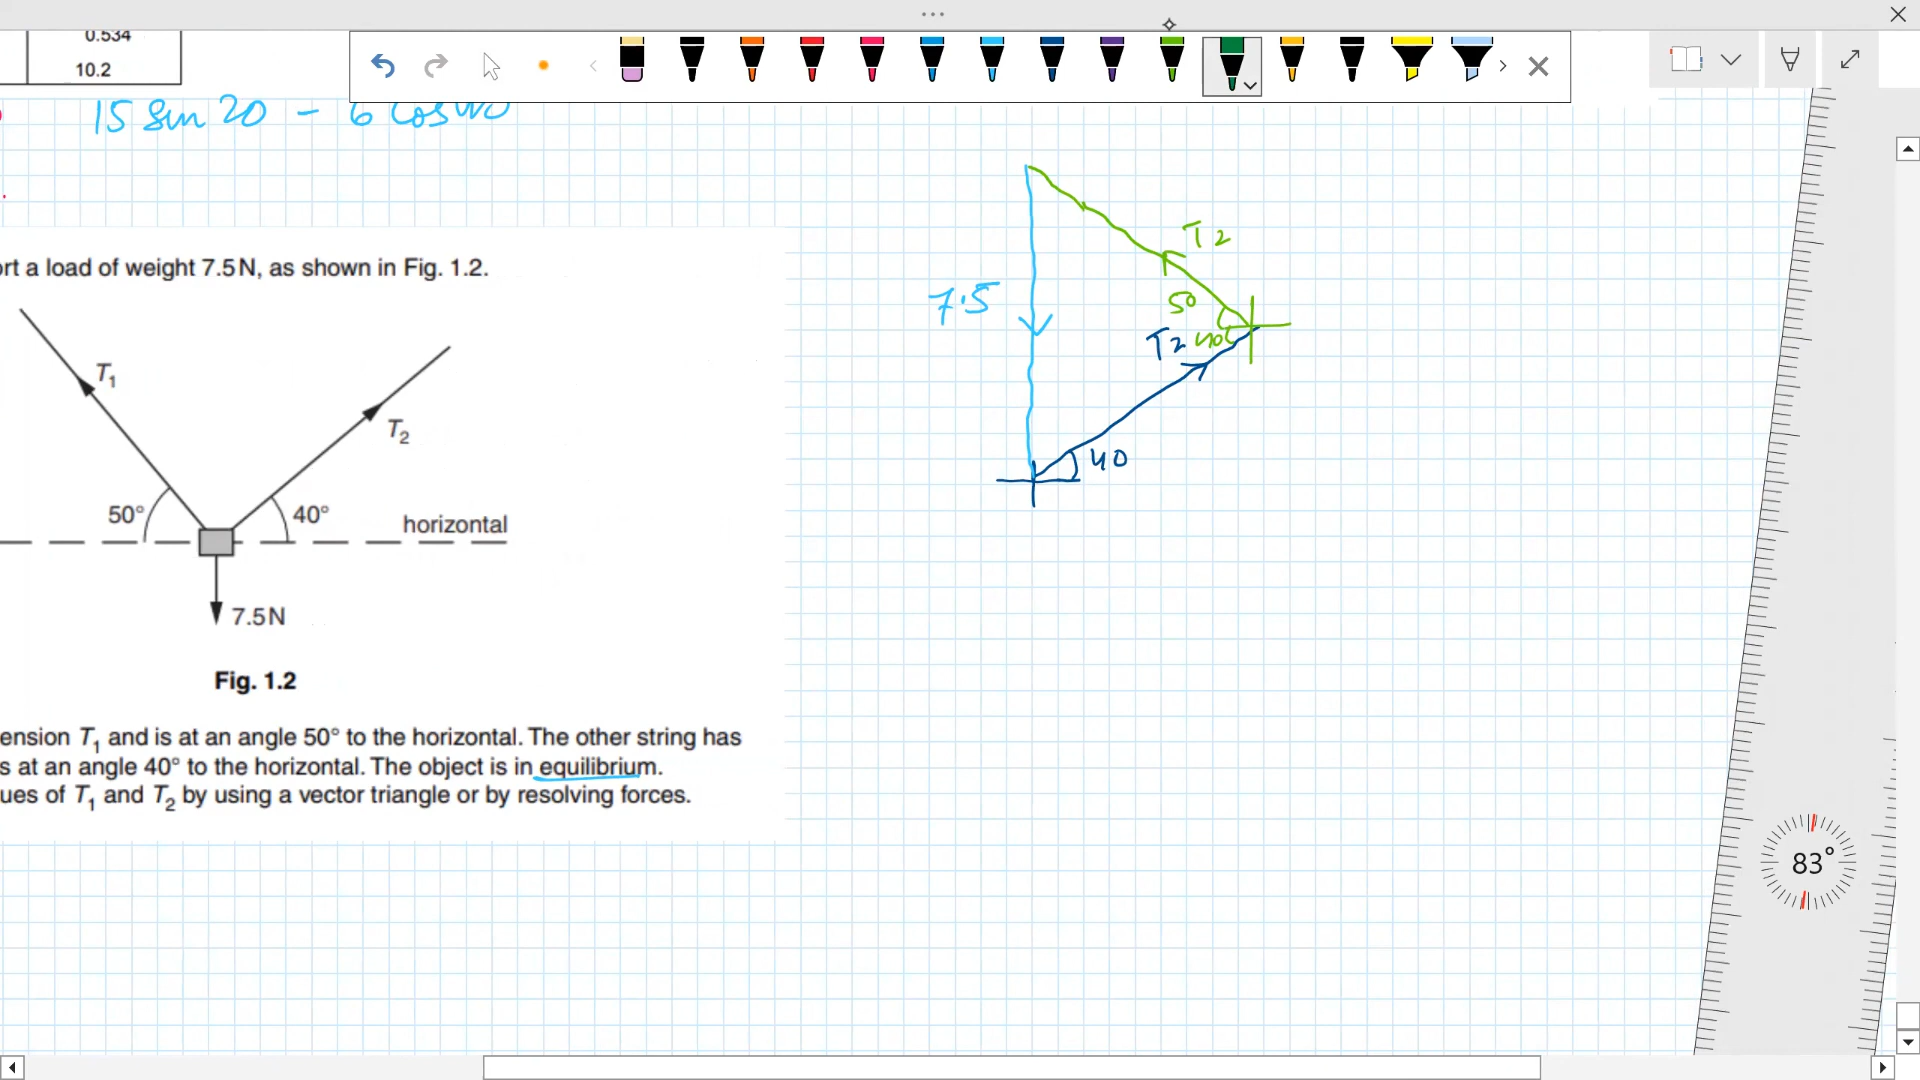 0.534
10.2
15 Sin 20 - 6 cos
ort a load of weight 7.5N, as shown in Fig. 1.2.
T1
T2
50°
40°
horizontal
7.5N
Fig. 1.2
ension T1 and is at an angle 50° to the horizontal. The other string has
s at an angle 40° to the horizontal. The object is in equilibrium.
ues of T1 and T2 by using a vector triangle or by resolving forces.
T2
7.5
50
T2 40
40
83°